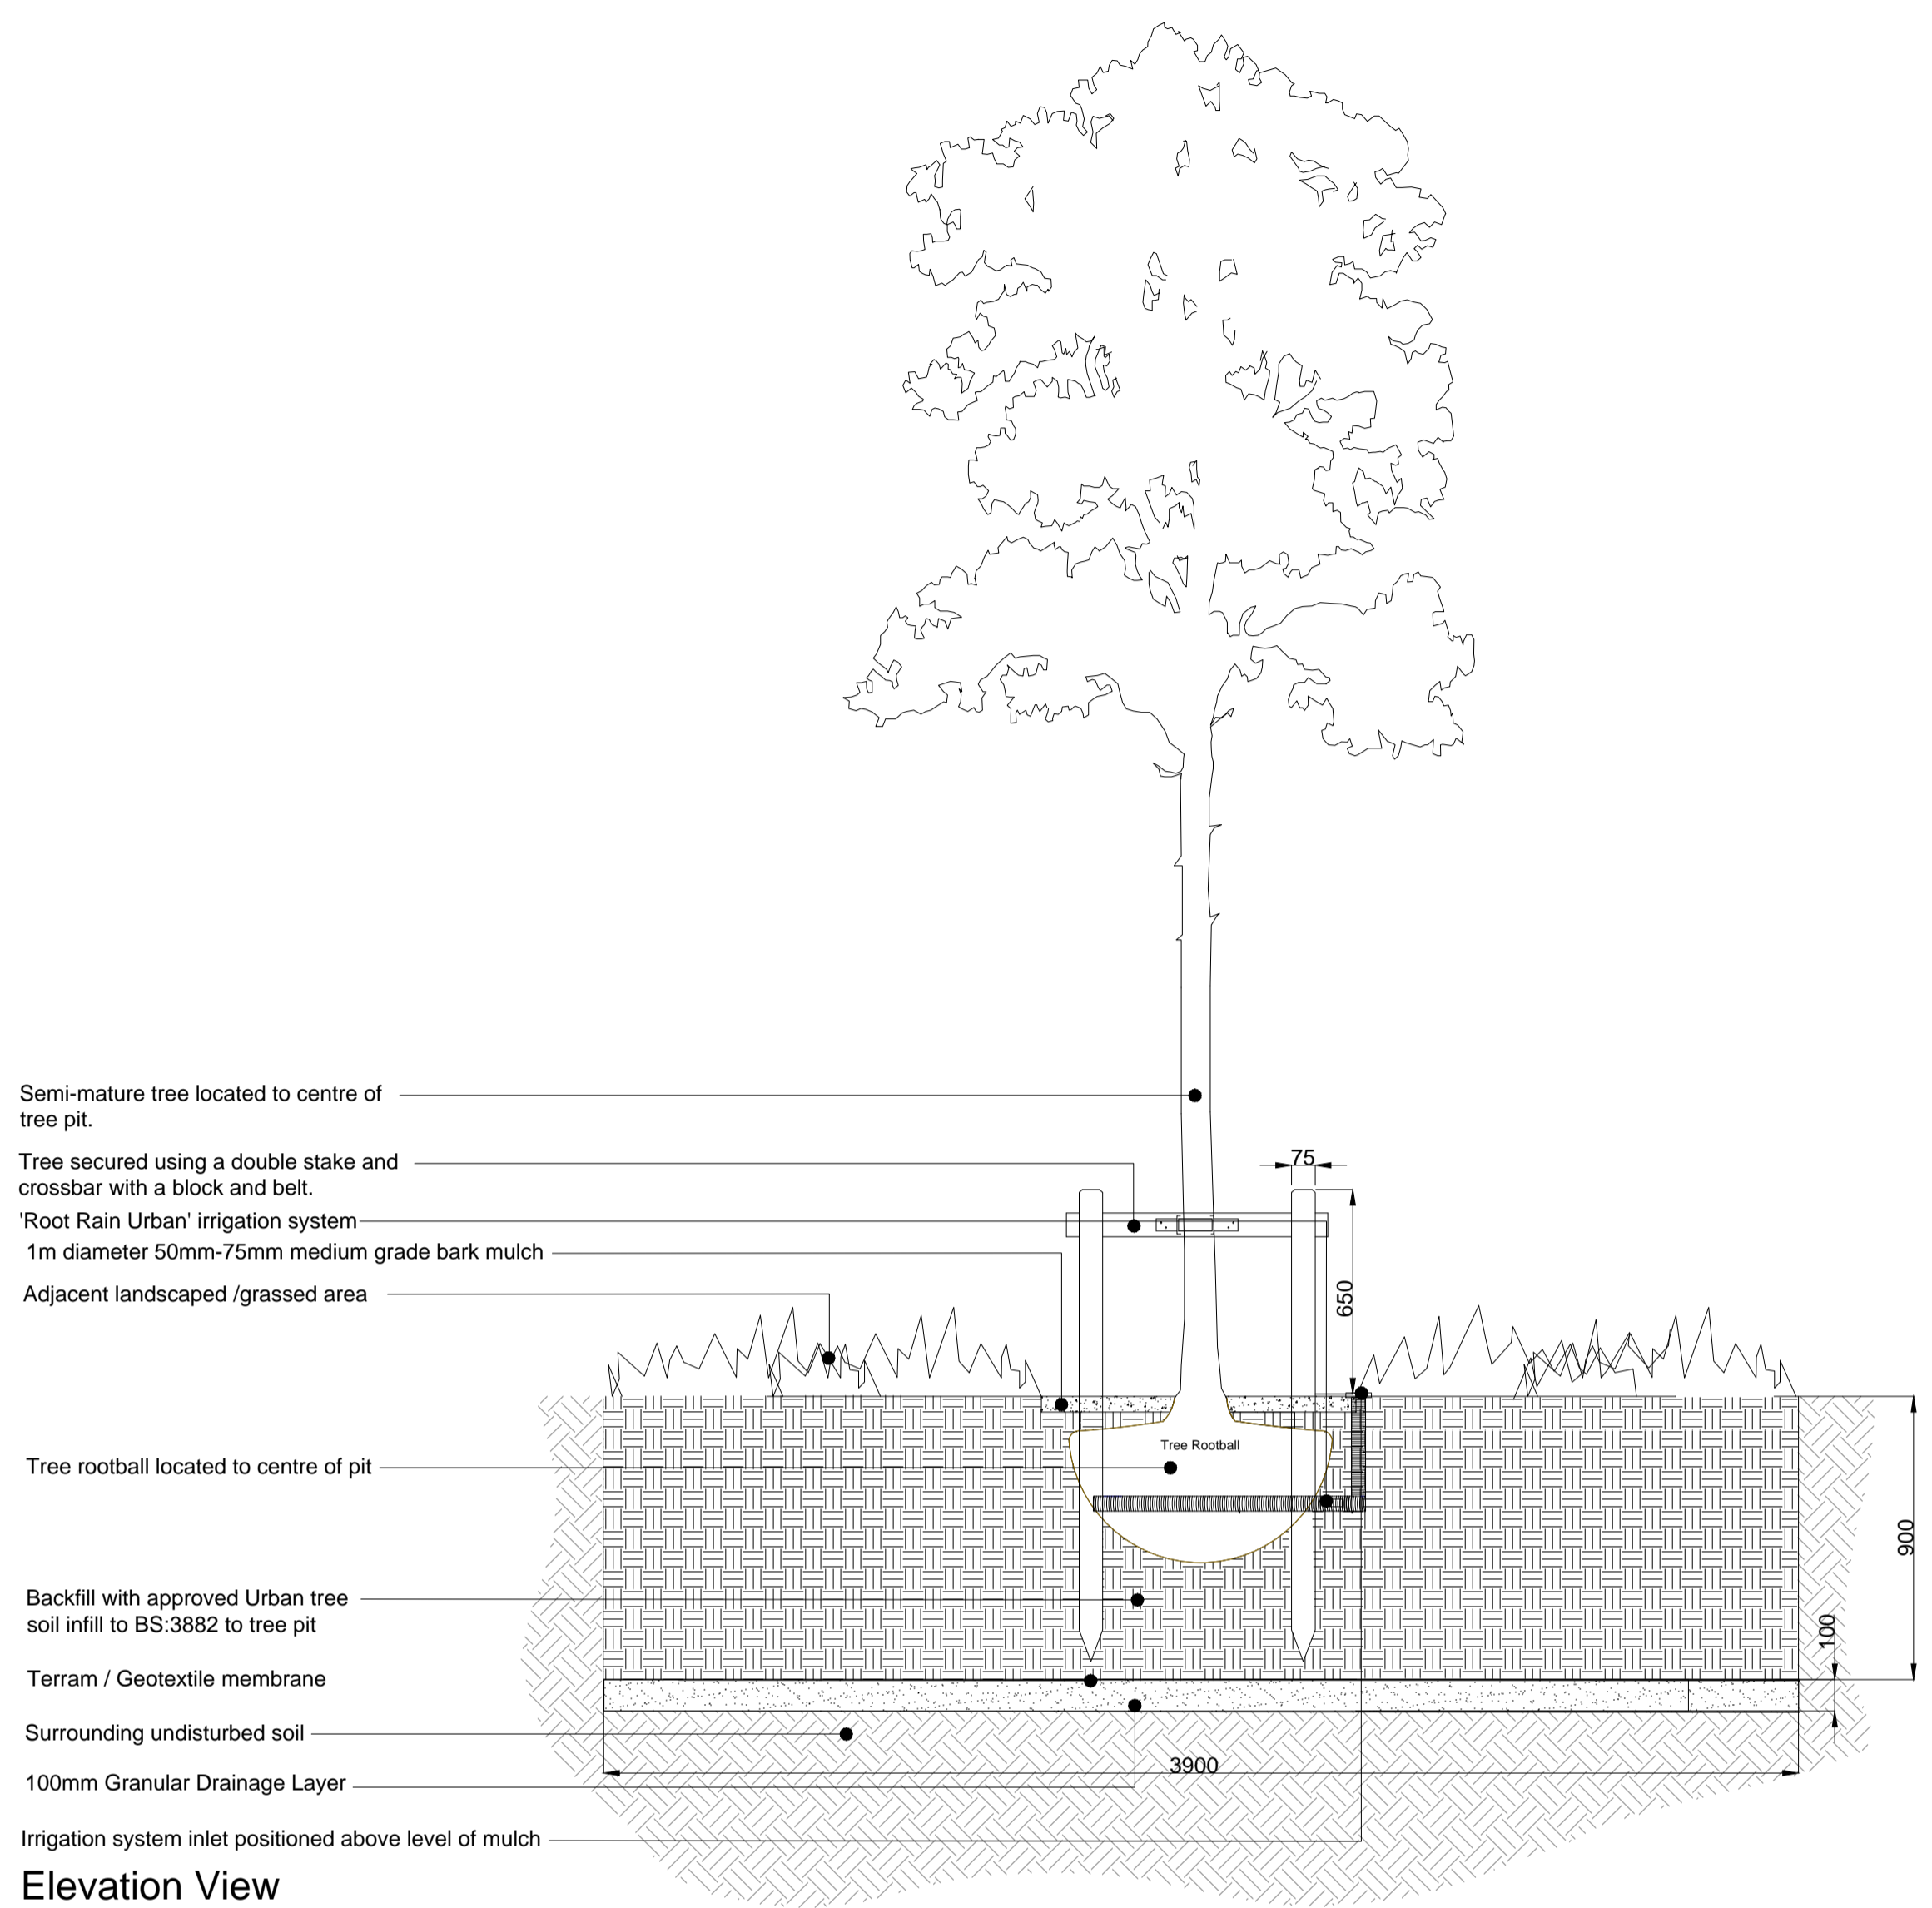 Semi-mature tree located to centre of
tree pit.
Tree secured using a double stake and
crossbar with a block and belt.
'Root Rain Urban' irrigation system
1m diameter 50mm-75mm medium grade bark mulch
Adjacent landscaped /grassed area
75
650
Tree Rootball
Tree rootball located to centre of pit
900
Backfill with approved Urban tree
soil infill to BS:3882 to tree pit
100
Terram / Geotextile membrane
Surrounding undisturbed soil
3900
100mm Granular Drainage Layer
Irrigation system inlet positioned above level of mulch
Elevation View